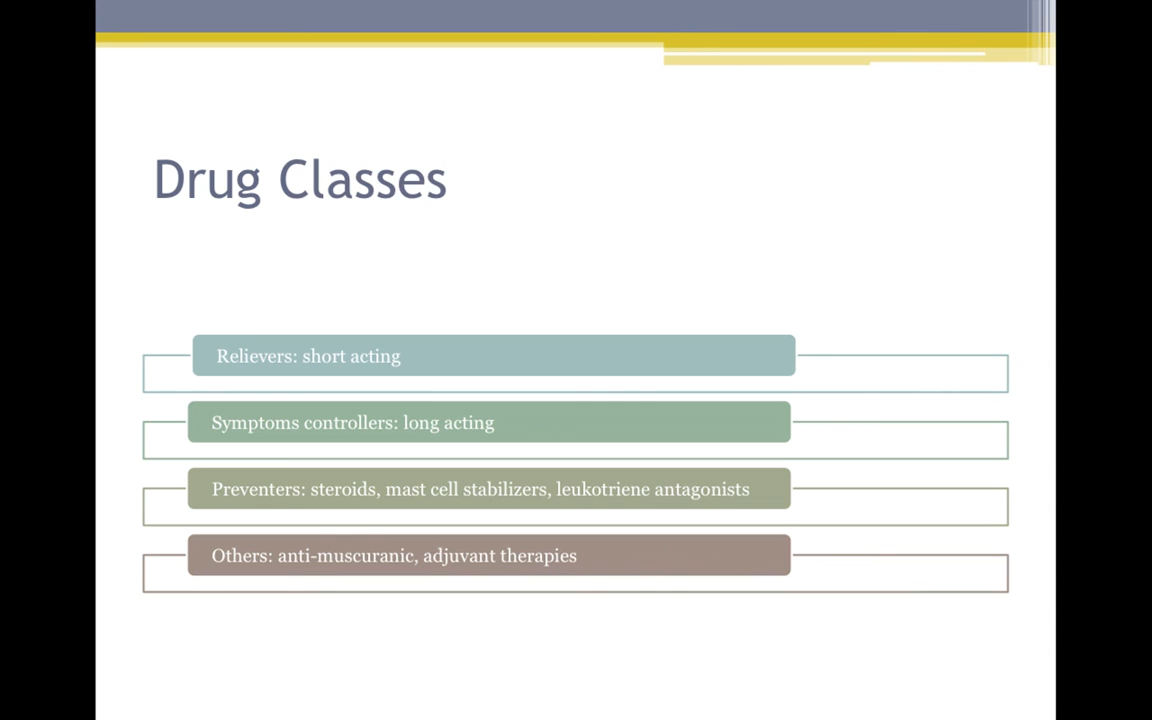 Drug Classes
Relievers: short acting
Symptoms controllers: long acting
Preventers: steroids, mast cell stabilizers, leukotriene antagonists
Others: anti-muscuranic, adjuvant therapies